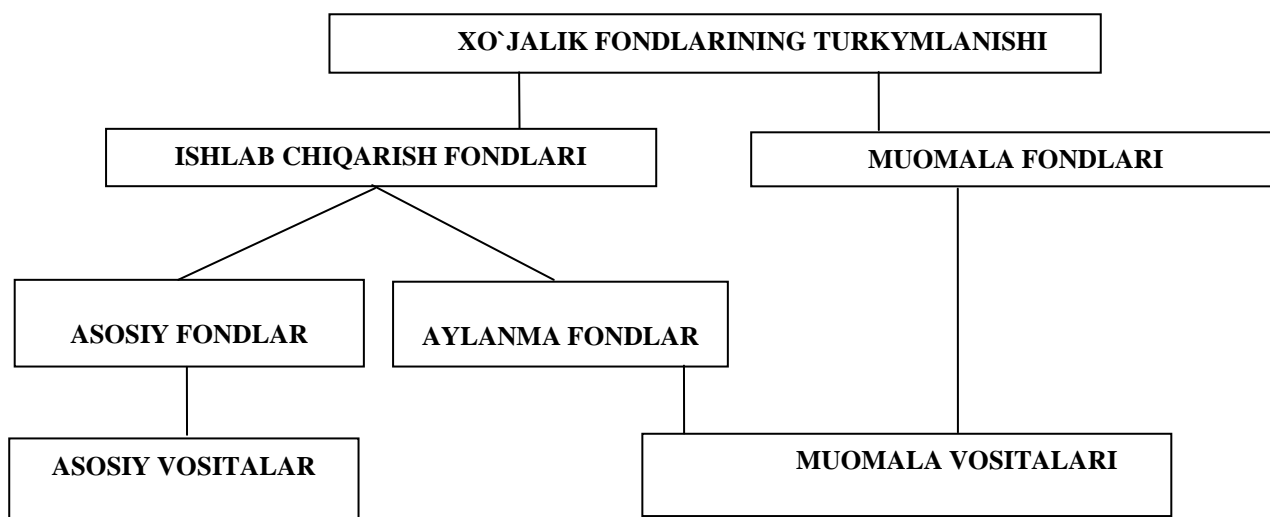 XO`JALIK FONDLARINING TURKYMLANISHI
ISHLAB CHIQARISH FONDLARI
MUOMALA FONDLARI
ASOSIY FONDLAR
AYLANMA FONDLAR
ASOSIY VOSITALAR
MUOMALA VOSITALARI